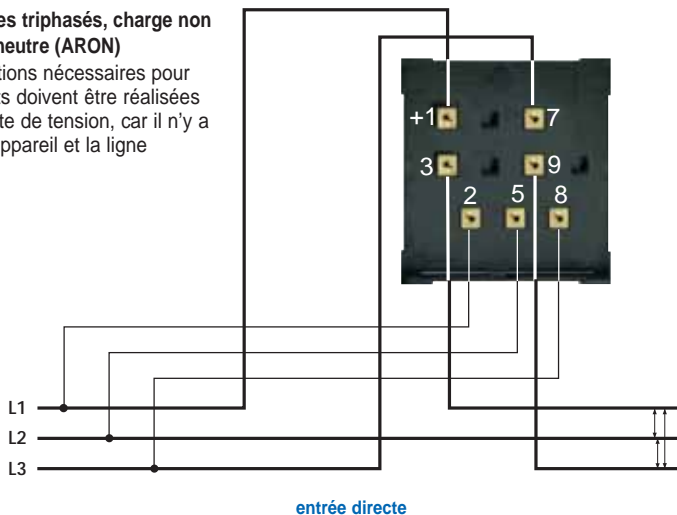 es triphasés, charge non
neutre (ARON)
tions nécessaires pour
ts doivent être réalisées
te de tension, car il n'y a
ppareil et la ligne
+1 7
3 9
2 5 8
L1
L2
L3
entrée directe